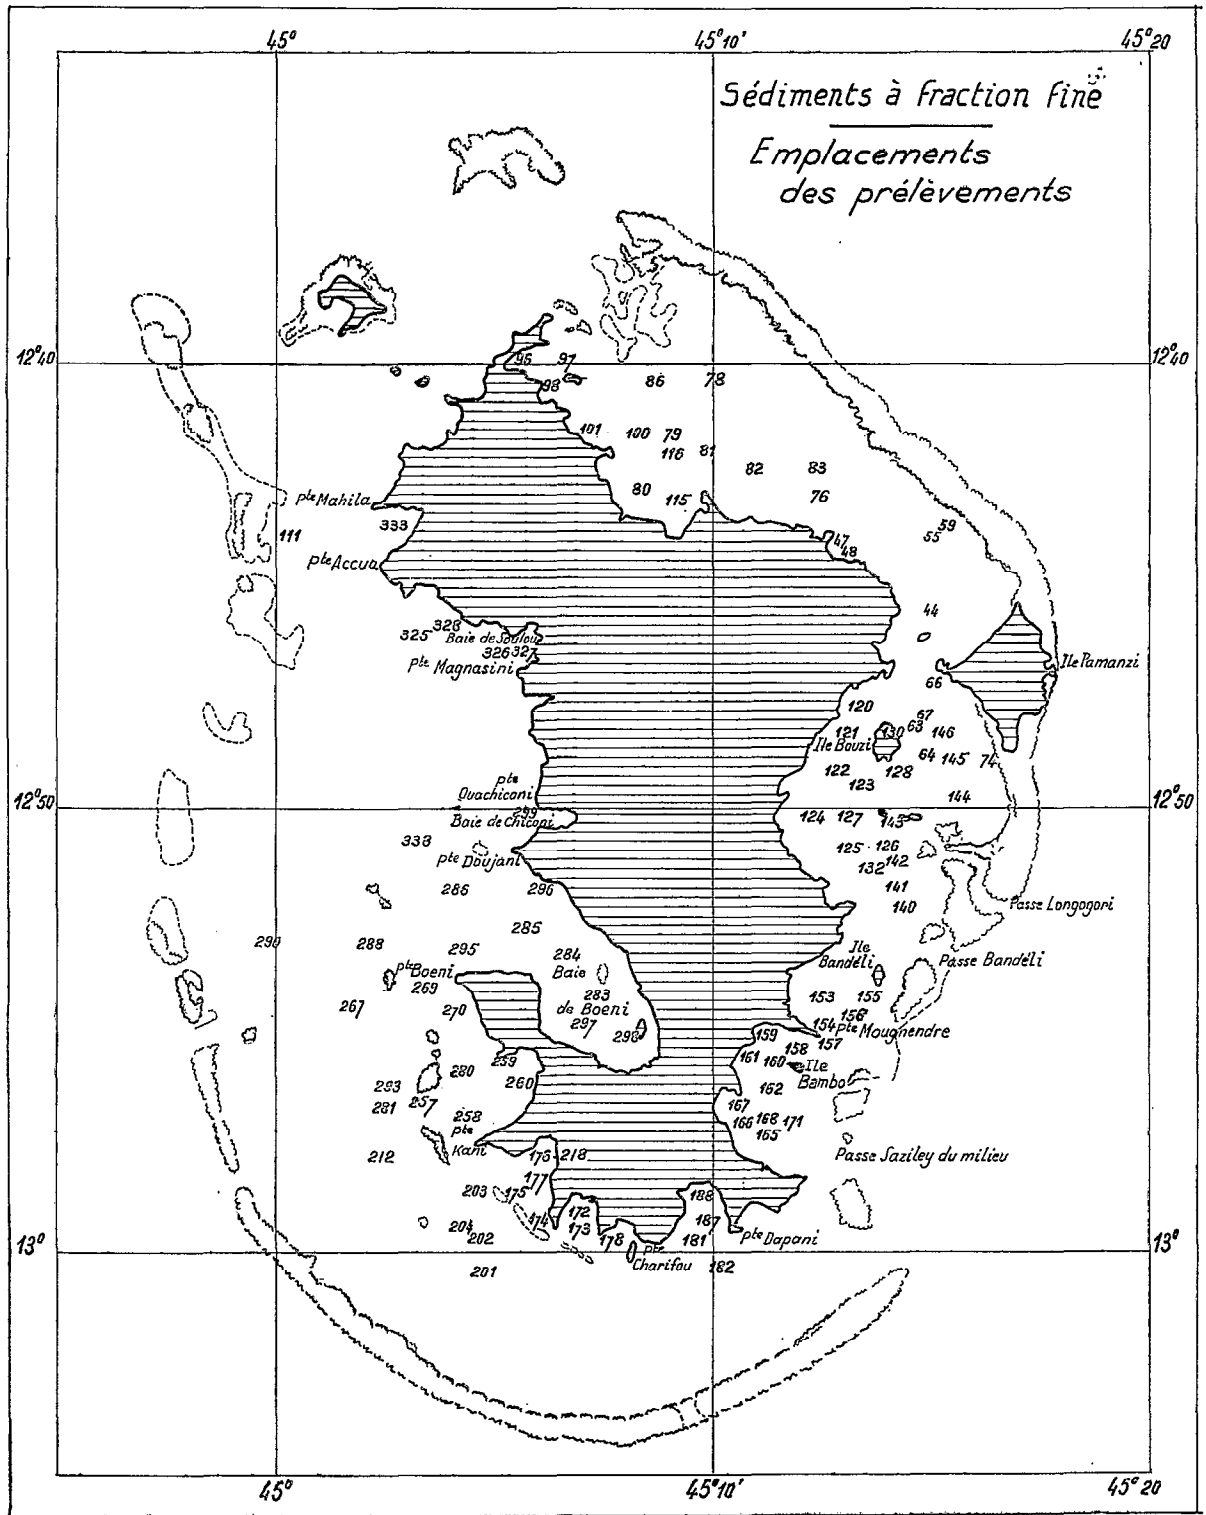 45° 45°10' 45°20
Sédiments à fraction fine
Emplacements
des prélèvements
12°40 12°40
95 97
98 86 78
101 100 79
116 81
82 83
80 115 76
pte Mahila
333
111
59
55
47
48
pte Accua
44
328
325
Baie de Soulou
326 327
pte Magnasini
Ile Pamanzi
66
120
67
63
121 130 146
Ile Bouzi
64 145 74
122 128
123
pte
Ouachiconi
144
12°50 12°50
299
Baie de Chiconi
124 127 143
338
125 126
pte Doujani
142
132
286 296
141
140
Passe Longogori
285
290 288 295
284
Baie
Ile
Bandéli
Passe Bandéli
pte Boeni
269
283
de Boeni
153 155
267 270
297
298
156
154 pte Mougnendre
159
157
158
161 160
Ile
Bambo
259
280 260
293
162
281 257
167
258
168 171
166
165
pte
Kani
212
176 218
Passe Saziley du milieu
177
203 175
188
172
174
173
187
204
202
178
181
pte Dapani
13° 13°
pte
Charifou
182
201
45° 45°10' 45°20